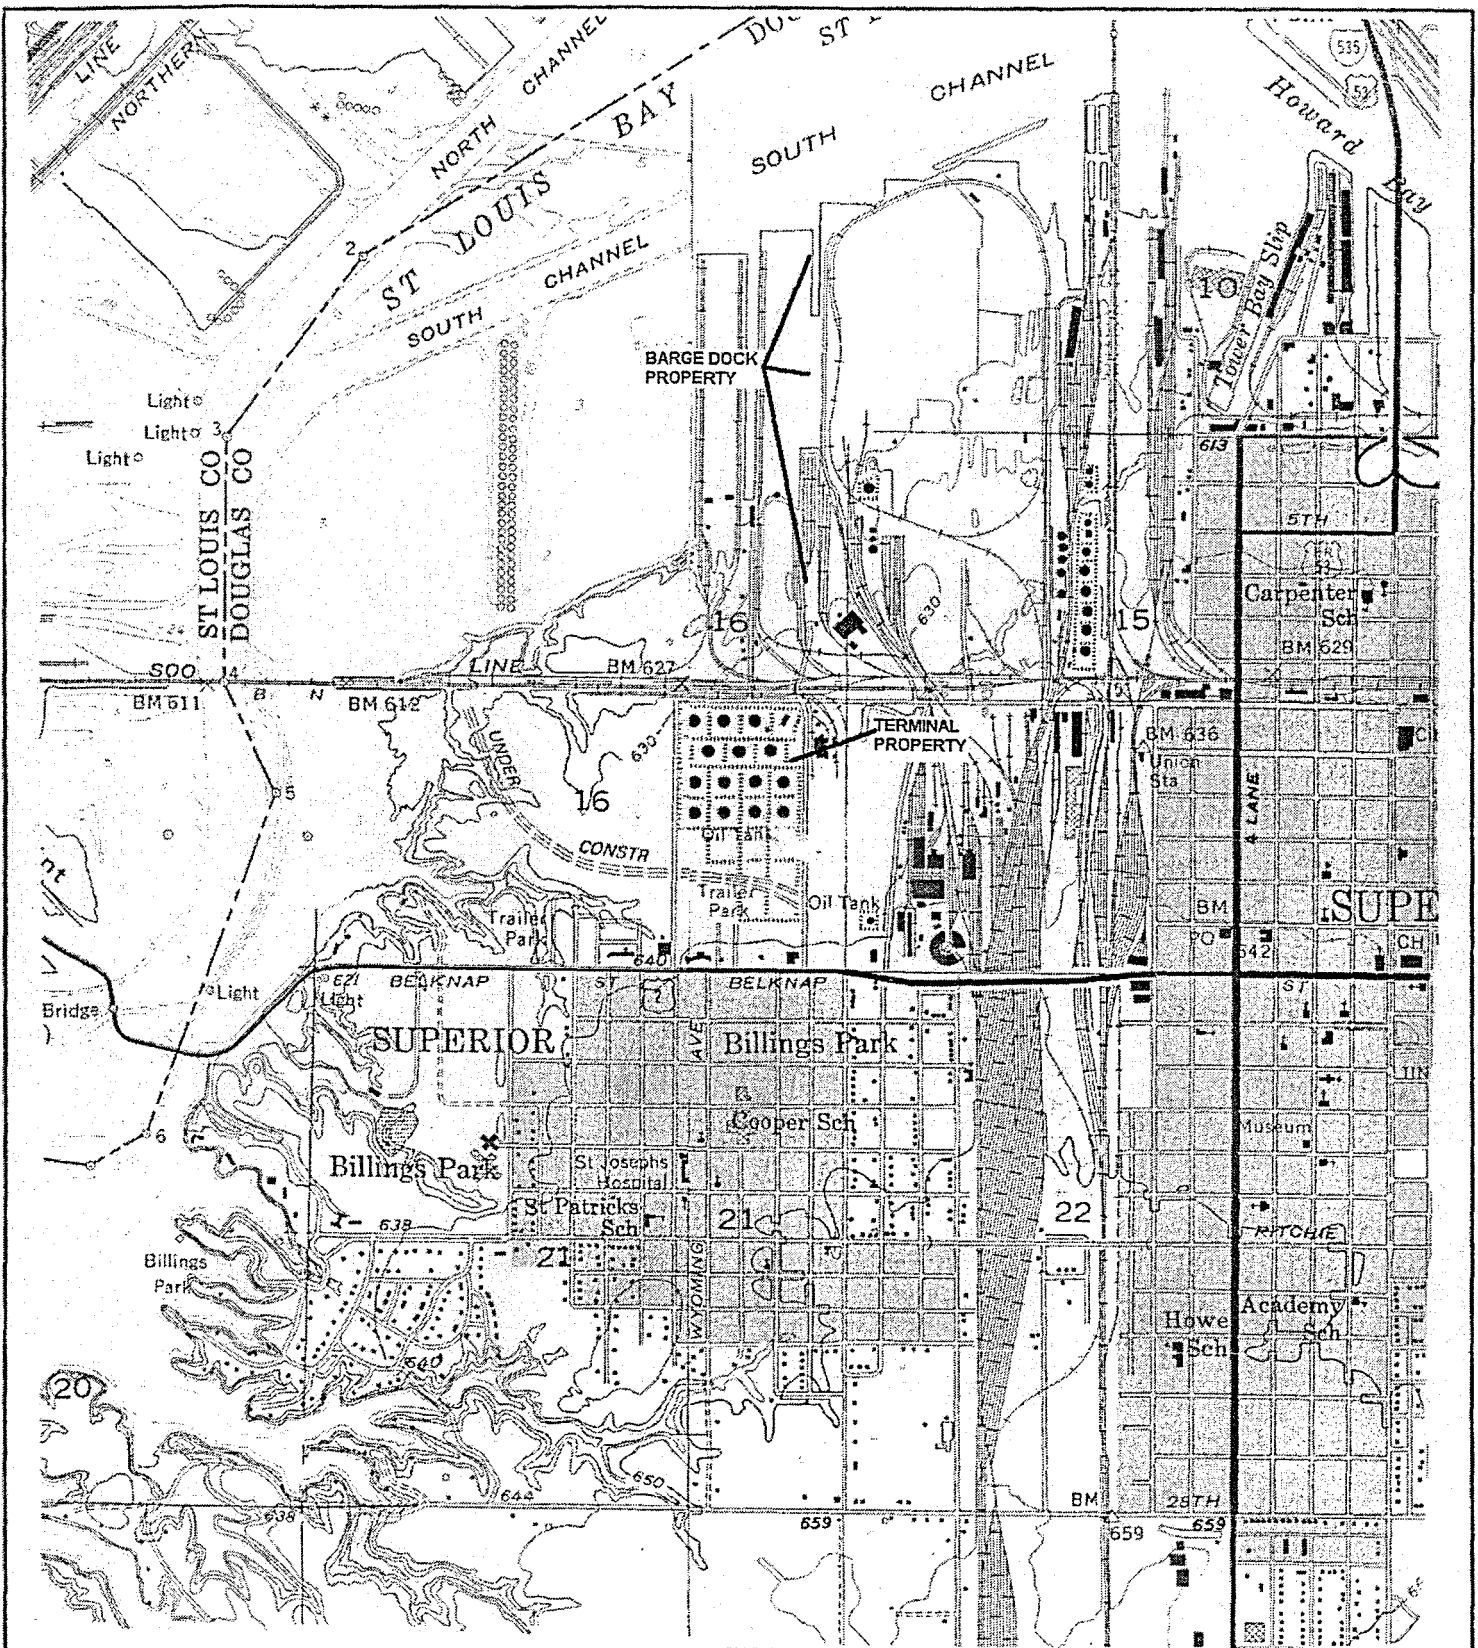 LINE
NORTHERN
NORTH CHANNEL
BAY
ST LOUIS
SOUTH CHANNEL
SOUTH CHANNEL
535
53
Howard
Bay
Tower Bay Slip
10
2
BARGE DOCK
PROPERTY
Light
Light
3
Light
ST LOUIS CO
DOUGLAS CO
613
5TH
53
Carpenter
Sch
630
16
15
BM 629
SOO
LINE
BM 627
4
B N
BM 611
BM 612
TERMINAL
PROPERTY
630
UNDER
CONSTR
16
BM 636
Union
Sta
5
A LANE
Oil Tank
Trailer
Park
Oil Tank
Trailer
Park
BM
SUPE
PO
642
CH
640
621
BELKNAP
ST
BELKNAP
ST
2
Light
Light
Bridge
SUPERIOR
AVE
Billings Park
Cooper Sch
Museum
6
Billings Park
St Josephs
Hospital
St Patricks
Sch
638
21
21
22
RITCHIE
Billings
Park
WYOMING
Howe
Sch
Academy
Sch
640
20
650
644
638
659
BM
28TH
659
659